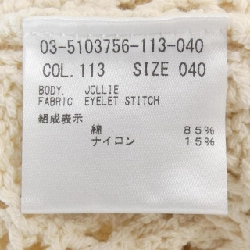 03-5103756-113-040
COL. 113 SIZE 040
BODY. JOLLIE
FABRIC EYELET STITCH
組成表示
綿 85%
ナイロン 15%